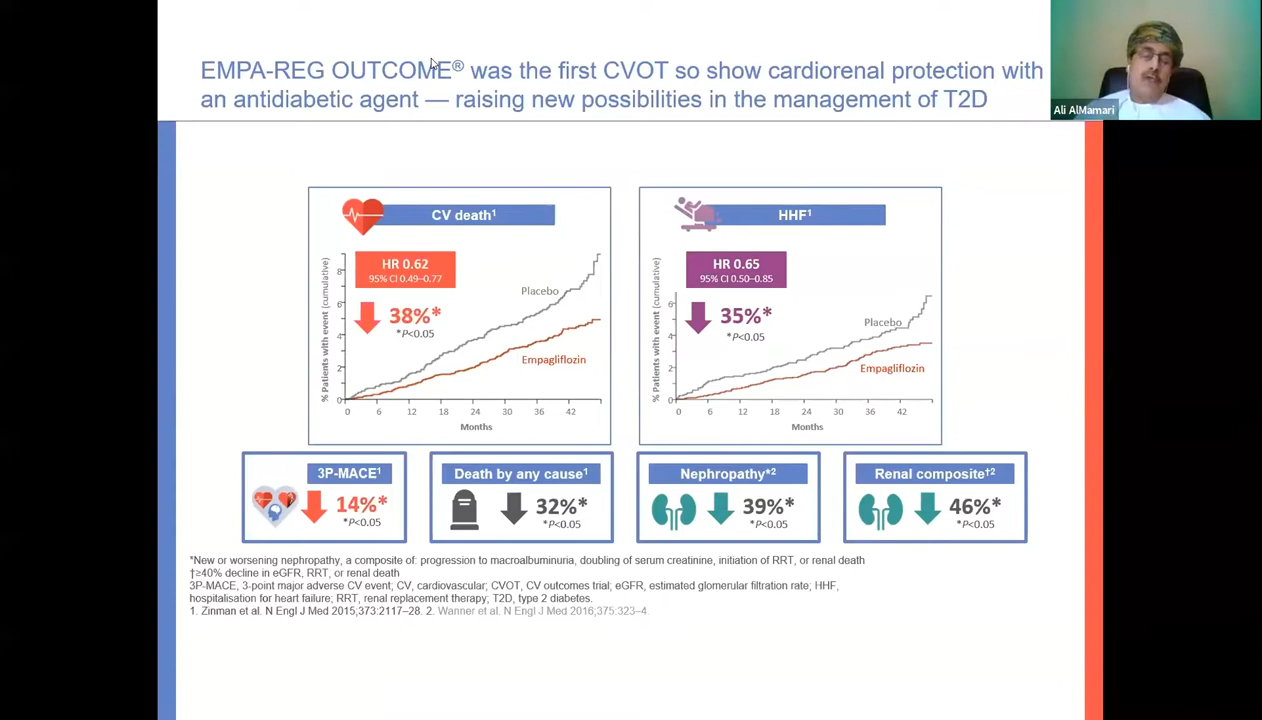 EMPA-REG OUTCOME® was the first CVOT so show cardiorenal protection with
an antidiabetic agent — raising new possibilities in the management of T2D
Ali AlMamari
CV death¹
HR 0.62
95% CI 0.49–0.77
38%*
*P<0.05
Placebo
Empagliflozin
% Patients with event (cumulative)
8
6
4
2
0
0 6 12 18 24 30 36 42
Months
HHF¹
HR 0.65
95% CI 0.50–0.85
35%*
*P<0.05
Placebo
Empagliflozin
% Patients with event (cumulative)
6
4
2
0
0 6 12 18 24 30 36 42
Months
3P-MACE¹
14%*
*P<0.05
Death by any cause¹
32%*
*P<0.05
Nephropathy*²
39%*
*P<0.05
Renal composite†²
46%*
*P<0.05
*New or worsening nephropathy, a composite of: progression to macroalbuminuria, doubling of serum creatinine, initiation of RRT, or renal death
†≥40% decline in eGFR, RRT, or renal death
3P-MACE, 3-point major adverse CV event; CV, cardiovascular; CVOT, CV outcomes trial; eGFR, estimated glomerular filtration rate; HHF,
hospitalisation for heart failure; RRT, renal replacement therapy; T2D, type 2 diabetes.
1. Zinman et al. N Engl J Med 2015;373:2117–28. 2. Wanner et al. N Engl J Med 2016;375:323–4